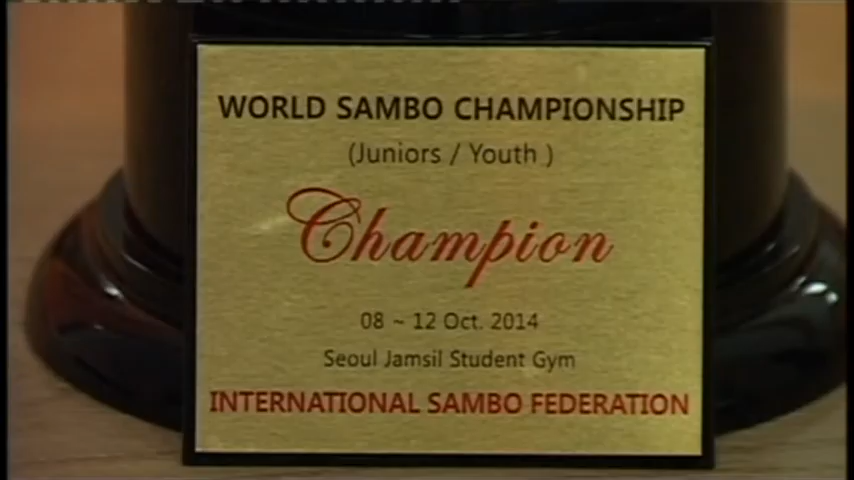 WORLD SAMBO CHAMPIONSHIP
(Juniors / Youth )
Champion
08 ~ 12 Oct. 2014
Seoul Jamsil Student Gym
INTERNATIONAL SAMBO FEDERATION